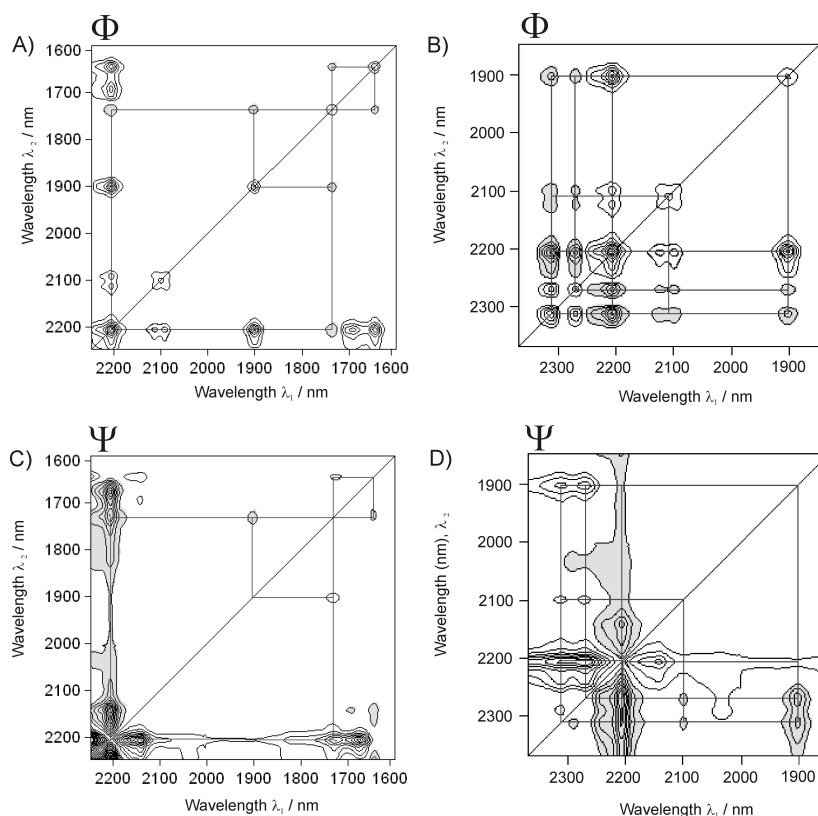 Φ
A)
1600
1700
1800
1900
2000
2100
2200
2200 2100 2000 1900 1800 1700 1600
Wavelength λ₂ / nm
Wavelength λ₁ / nm
Φ
B)
1900
2000
2100
2200
2300
2300 2200 2100 2000 1900
Wavelength λ₂ / nm
Wavelength λ₁ / nm
Ψ
C)
1600
1700
1800
1900
2000
2100
2200
2200 2100 2000 1900 1800 1700 1600
Wavelength λ₂ / nm
Wavelength λ₁ / nm
Ψ
D)
1900
2000
2100
2200
2300
2300 2200 2100 2000 1900
Wavelength (nm), λ₂
Wavelength λ₁ / nm